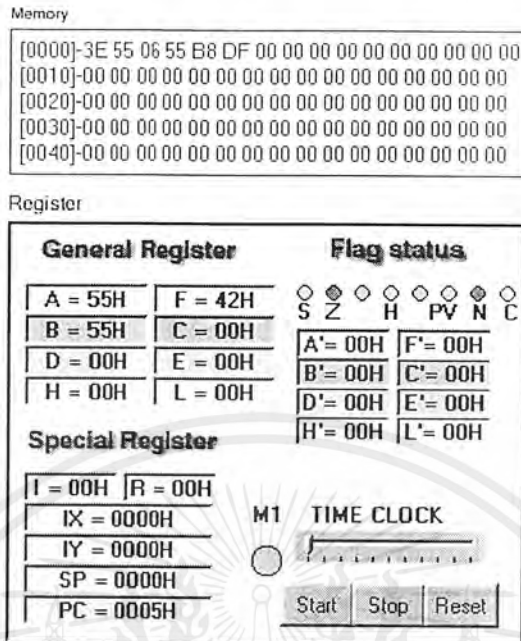 Memory
[0000]-3E 55 06 55 B8 DF 00 00 00 00 00 00 00 00 00 00
[0010]-00 00 00 00 00 00 00 00 00 00 00 00 00 00 00 00
[0020]-00 00 00 00 00 00 00 00 00 00 00 00 00 00 00 00
[0030]-00 00 00 00 00 00 00 00 00 00 00 00 00 00 00 00
[0040]-00 00 00 00 00 00 00 00 00 00 00 00 00 00 00 00
Register
General Register
A = 55H F = 42H
B = 55H C = 00H
D = 00H E = 00H
H = 00H L = 00H
Flag status
S Z H PV N C
A'= 00H F'= 00H
B'= 00H C'= 00H
D'= 00H E'= 00H
H'= 00H L'= 00H
Special Register
I = 00H R = 00H
IX = 0000H
IY = 0000H
SP = 0000H
PC = 0005H
M1 TIME CLOCK
Start Stop Reset